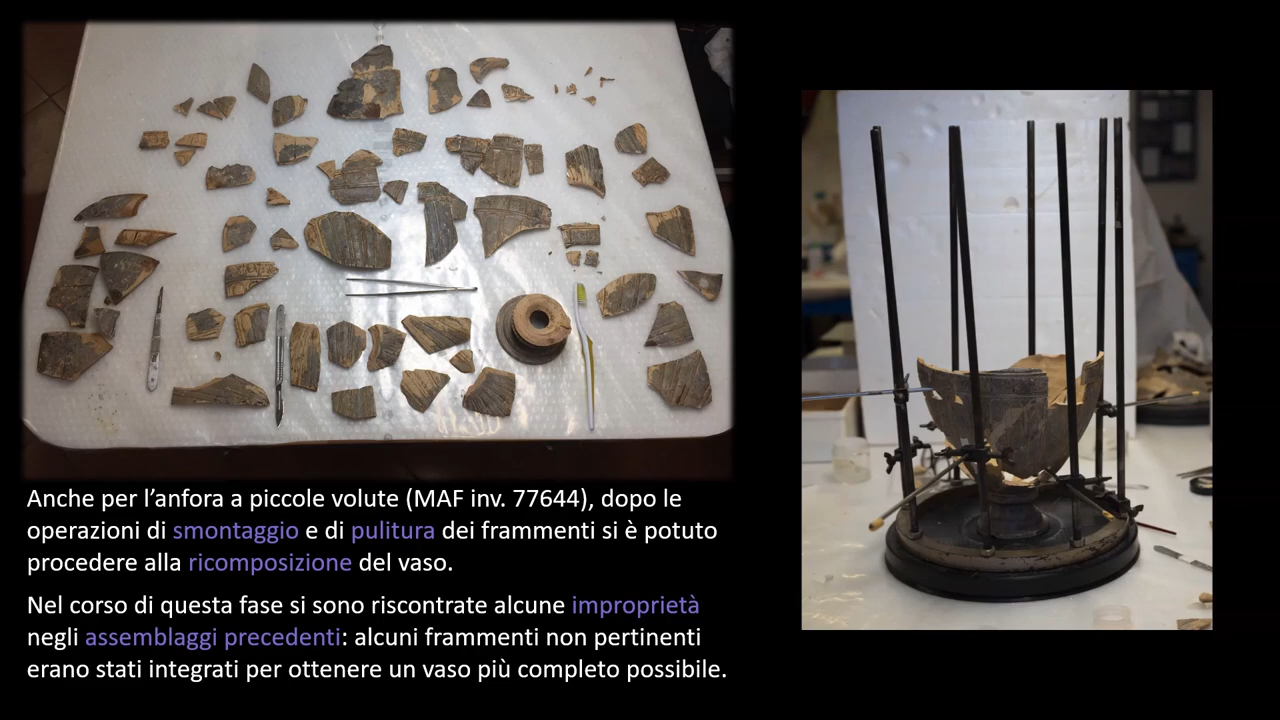 Anche per l’anfora a piccole volute (MAF inv. 77644), dopo le
operazioni di smontaggio e di pulitura dei frammenti si è potuto
procedere alla ricomposizione del vaso.
Nel corso di questa fase si sono riscontrate alcune improprietà
negli assemblaggi precedenti: alcuni frammenti non pertinenti
erano stati integrati per ottenere un vaso più completo possibile.